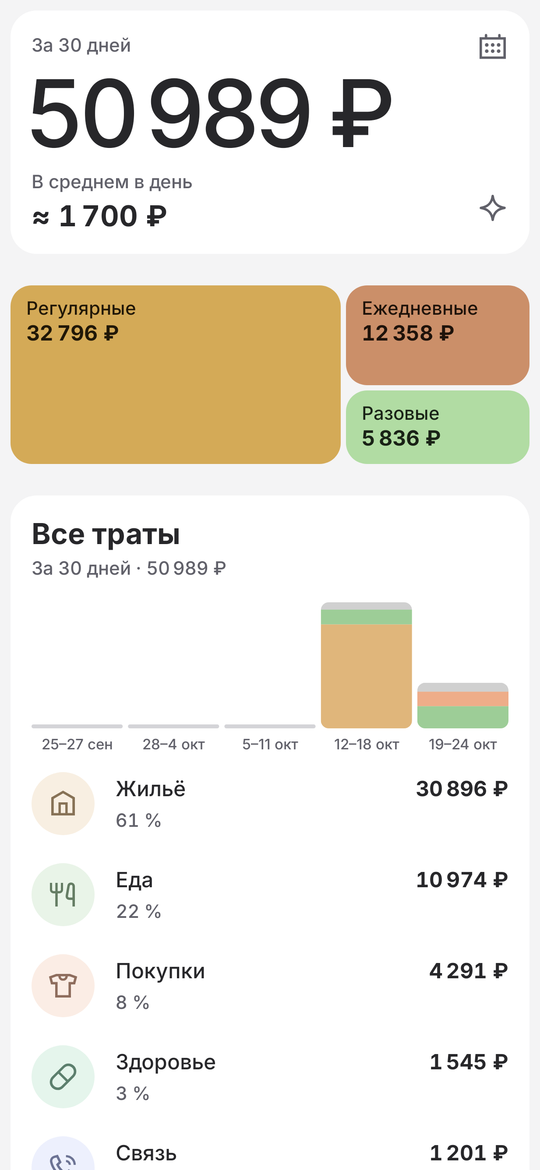 За 30 дней
50 989 ₽
В среднем в день
≈ 1 700 ₽
Регулярные
32 796 ₽
Ежедневные
12 358 ₽
Разовые
5 836 ₽
Все траты
За 30 дней · 50 989 ₽
25–27 сен 28–4 окт 5–11 окт 12–18 окт 19–24 окт
Жильё 30 896 ₽
61 %
Еда 10 974 ₽
22 %
Покупки 4 291 ₽
8 %
Здоровье 1 545 ₽
3 %
Связь 1 201 ₽